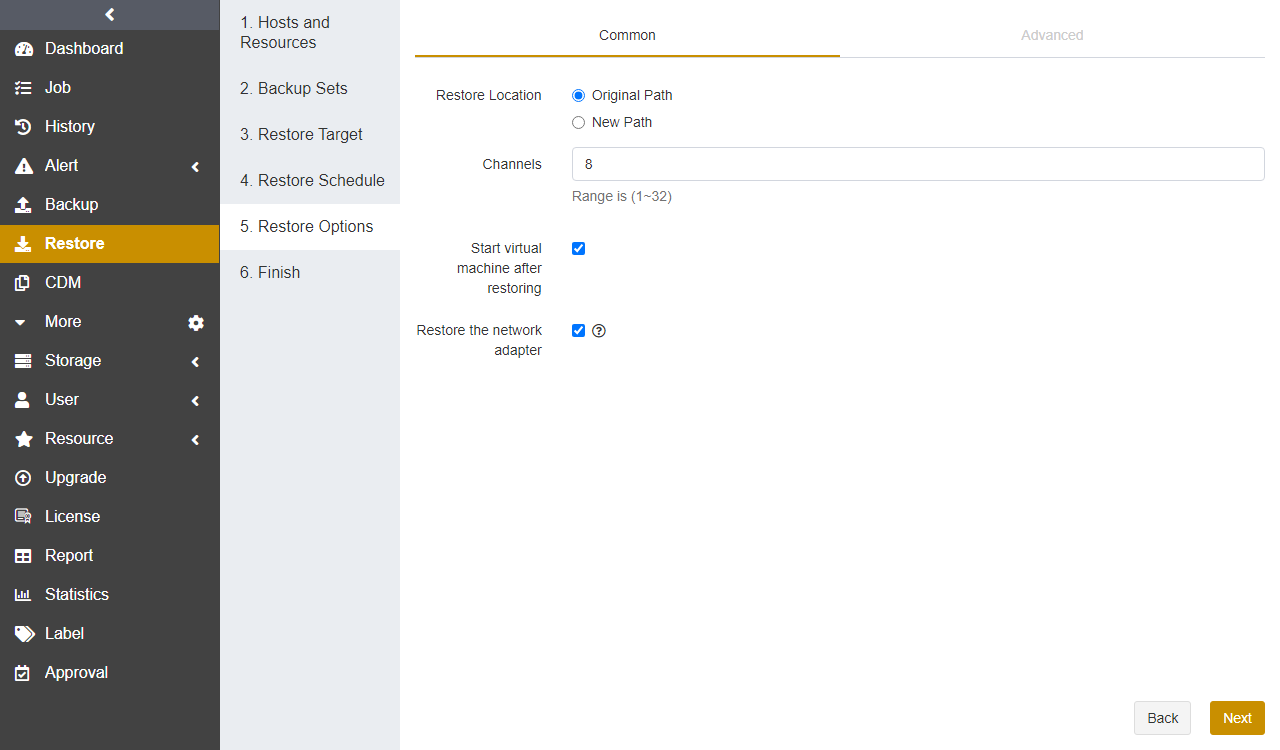 Dashboard
Job
History
Alert
Backup
Restore
CDM
More
Storage
User
Resource
Upgrade
License
Report
Statistics
Label
Approval
1. Hosts and
Resources
2. Backup Sets
3. Restore Target
4. Restore Schedule
5. Restore Options
6. Finish
Common
Advanced
Restore Location
Original Path
New Path
Channels
8
Range is (1~32)
Start virtual
machine after
restoring
Restore the network
adapter
Back
Next